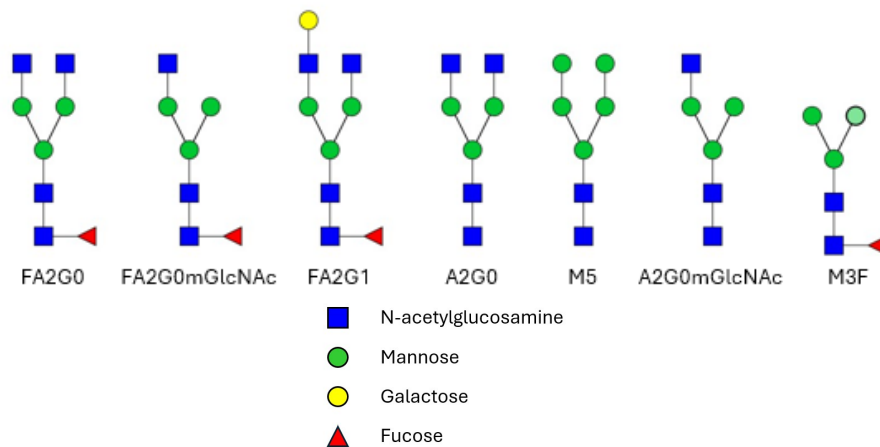 FA2G0 FA2G0mGlcNAc FA2G1 A2G0 M5 A2G0mGlcNAc M3F
N-acetylglucosamine
Mannose
Galactose
Fucose